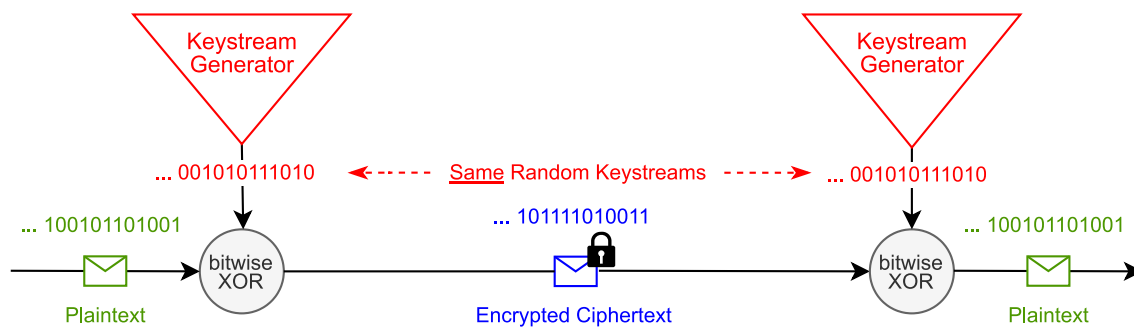 Keystream
Generator
Keystream
Generator
... 001010111010
Same Random Keystreams
... 001010111010
... 100101101001
... 101111010011
... 100101101001
bitwise
XOR
bitwise
XOR
Plaintext
Encrypted Ciphertext
Plaintext